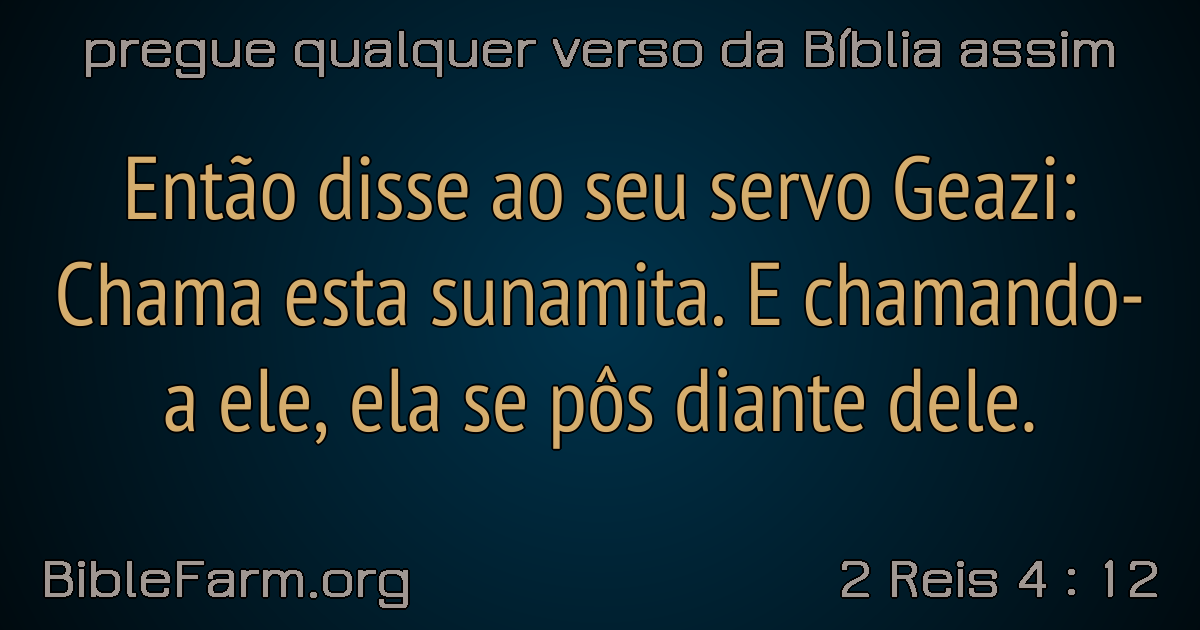 pregue qualquer verso da Bíblia assim
Então disse ao seu servo Geazi:
Chama esta sunamita. E chamando-
a ele, ela se pôs diante dele.
BibleFarm.org
2 Reis 4 : 12